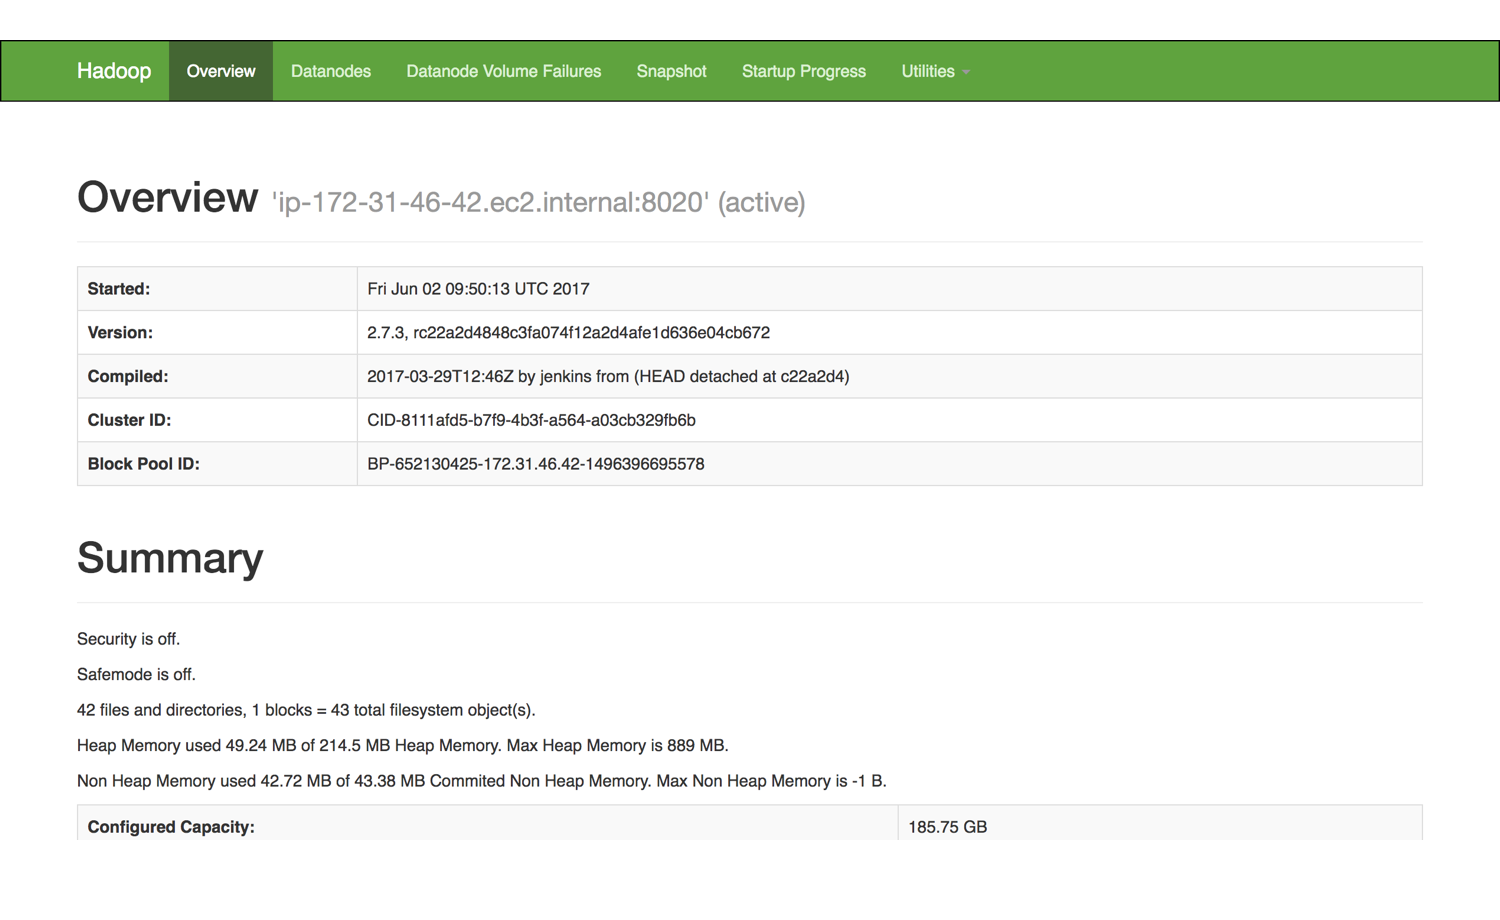 Hadoop Overview Datanodes Datanode Volume Failures Snapshot Startup Progress Utilities
Overview 'ip-172-31-46-42.ec2.internal:8020' (active)
Started: Fri Jun 02 09:50:13 UTC 2017
Version: 2.7.3, rc22a2d4848c3fa074f12a2d4afe1d636e04cb672
Compiled: 2017-03-29T12:46Z by jenkins from (HEAD detached at c22a2d4)
Cluster ID: CID-8111afd5-b7f9-4b3f-a564-a03cb329fb6b
Block Pool ID: BP-652130425-172.31.46.42-1496396695578
Summary
Security is off.
Safemode is off.
42 files and directories, 1 blocks = 43 total filesystem object(s).
Heap Memory used 49.24 MB of 214.5 MB Heap Memory. Max Heap Memory is 889 MB.
Non Heap Memory used 42.72 MB of 43.38 MB Commited Non Heap Memory. Max Non Heap Memory is -1 B.
Configured Capacity: 185.75 GB